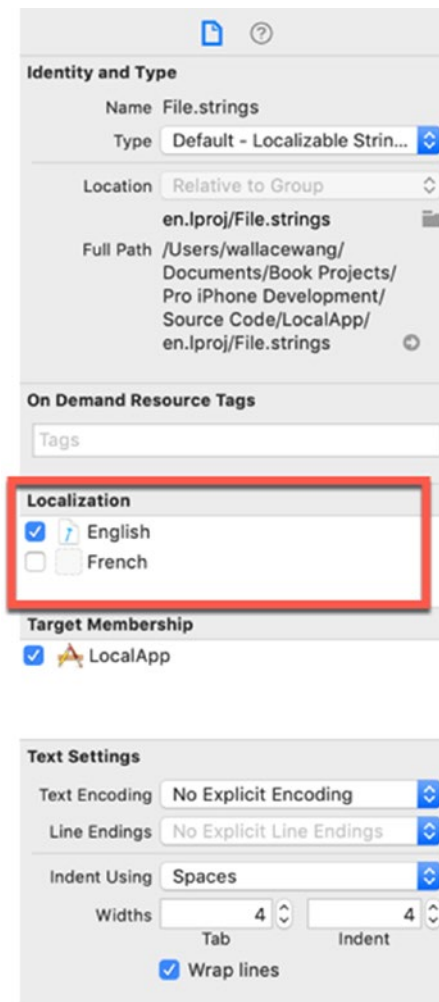 Identity and Type
Name File.strings
Type Default - Localizable Strin...
Location Relative to Group
en.lproj/File.strings
Full Path /Users/wallacewang/
Documents/Book Projects/
Pro iPhone Development/
Source Code/LocalApp/
en.lproj/File.strings
On Demand Resource Tags
Tags
Localization
English
French
Target Membership
LocalApp
Text Settings
Text Encoding No Explicit Encoding
Line Endings No Explicit Line Endings
Indent Using Spaces
Widths 4 4
Tab Indent
Wrap lines